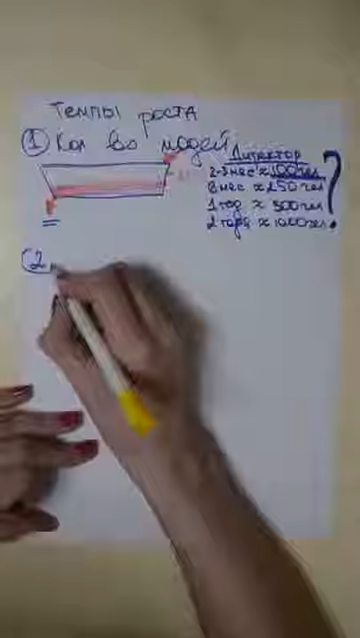 Темпы роста
① Кол во людей
Директор
2-3 мес ≈ 100 чел
6 мес ≈ 250 чел
1 год ≈ 500 чел
2 года ≈ 1000 чел
?
②